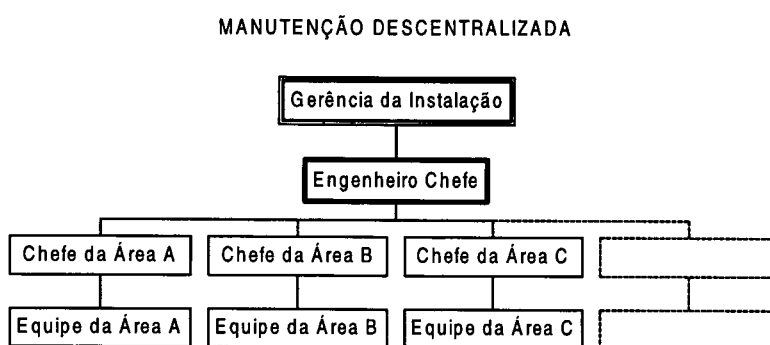 MANUTENÇÃO DESCENTRALIZADA
Gerência da Instalação
Engenheiro Chefe
Chefe da Área A Chefe da Área B Chefe da Área C
Equipe da Área A Equipe da Área B Equipe da Área C